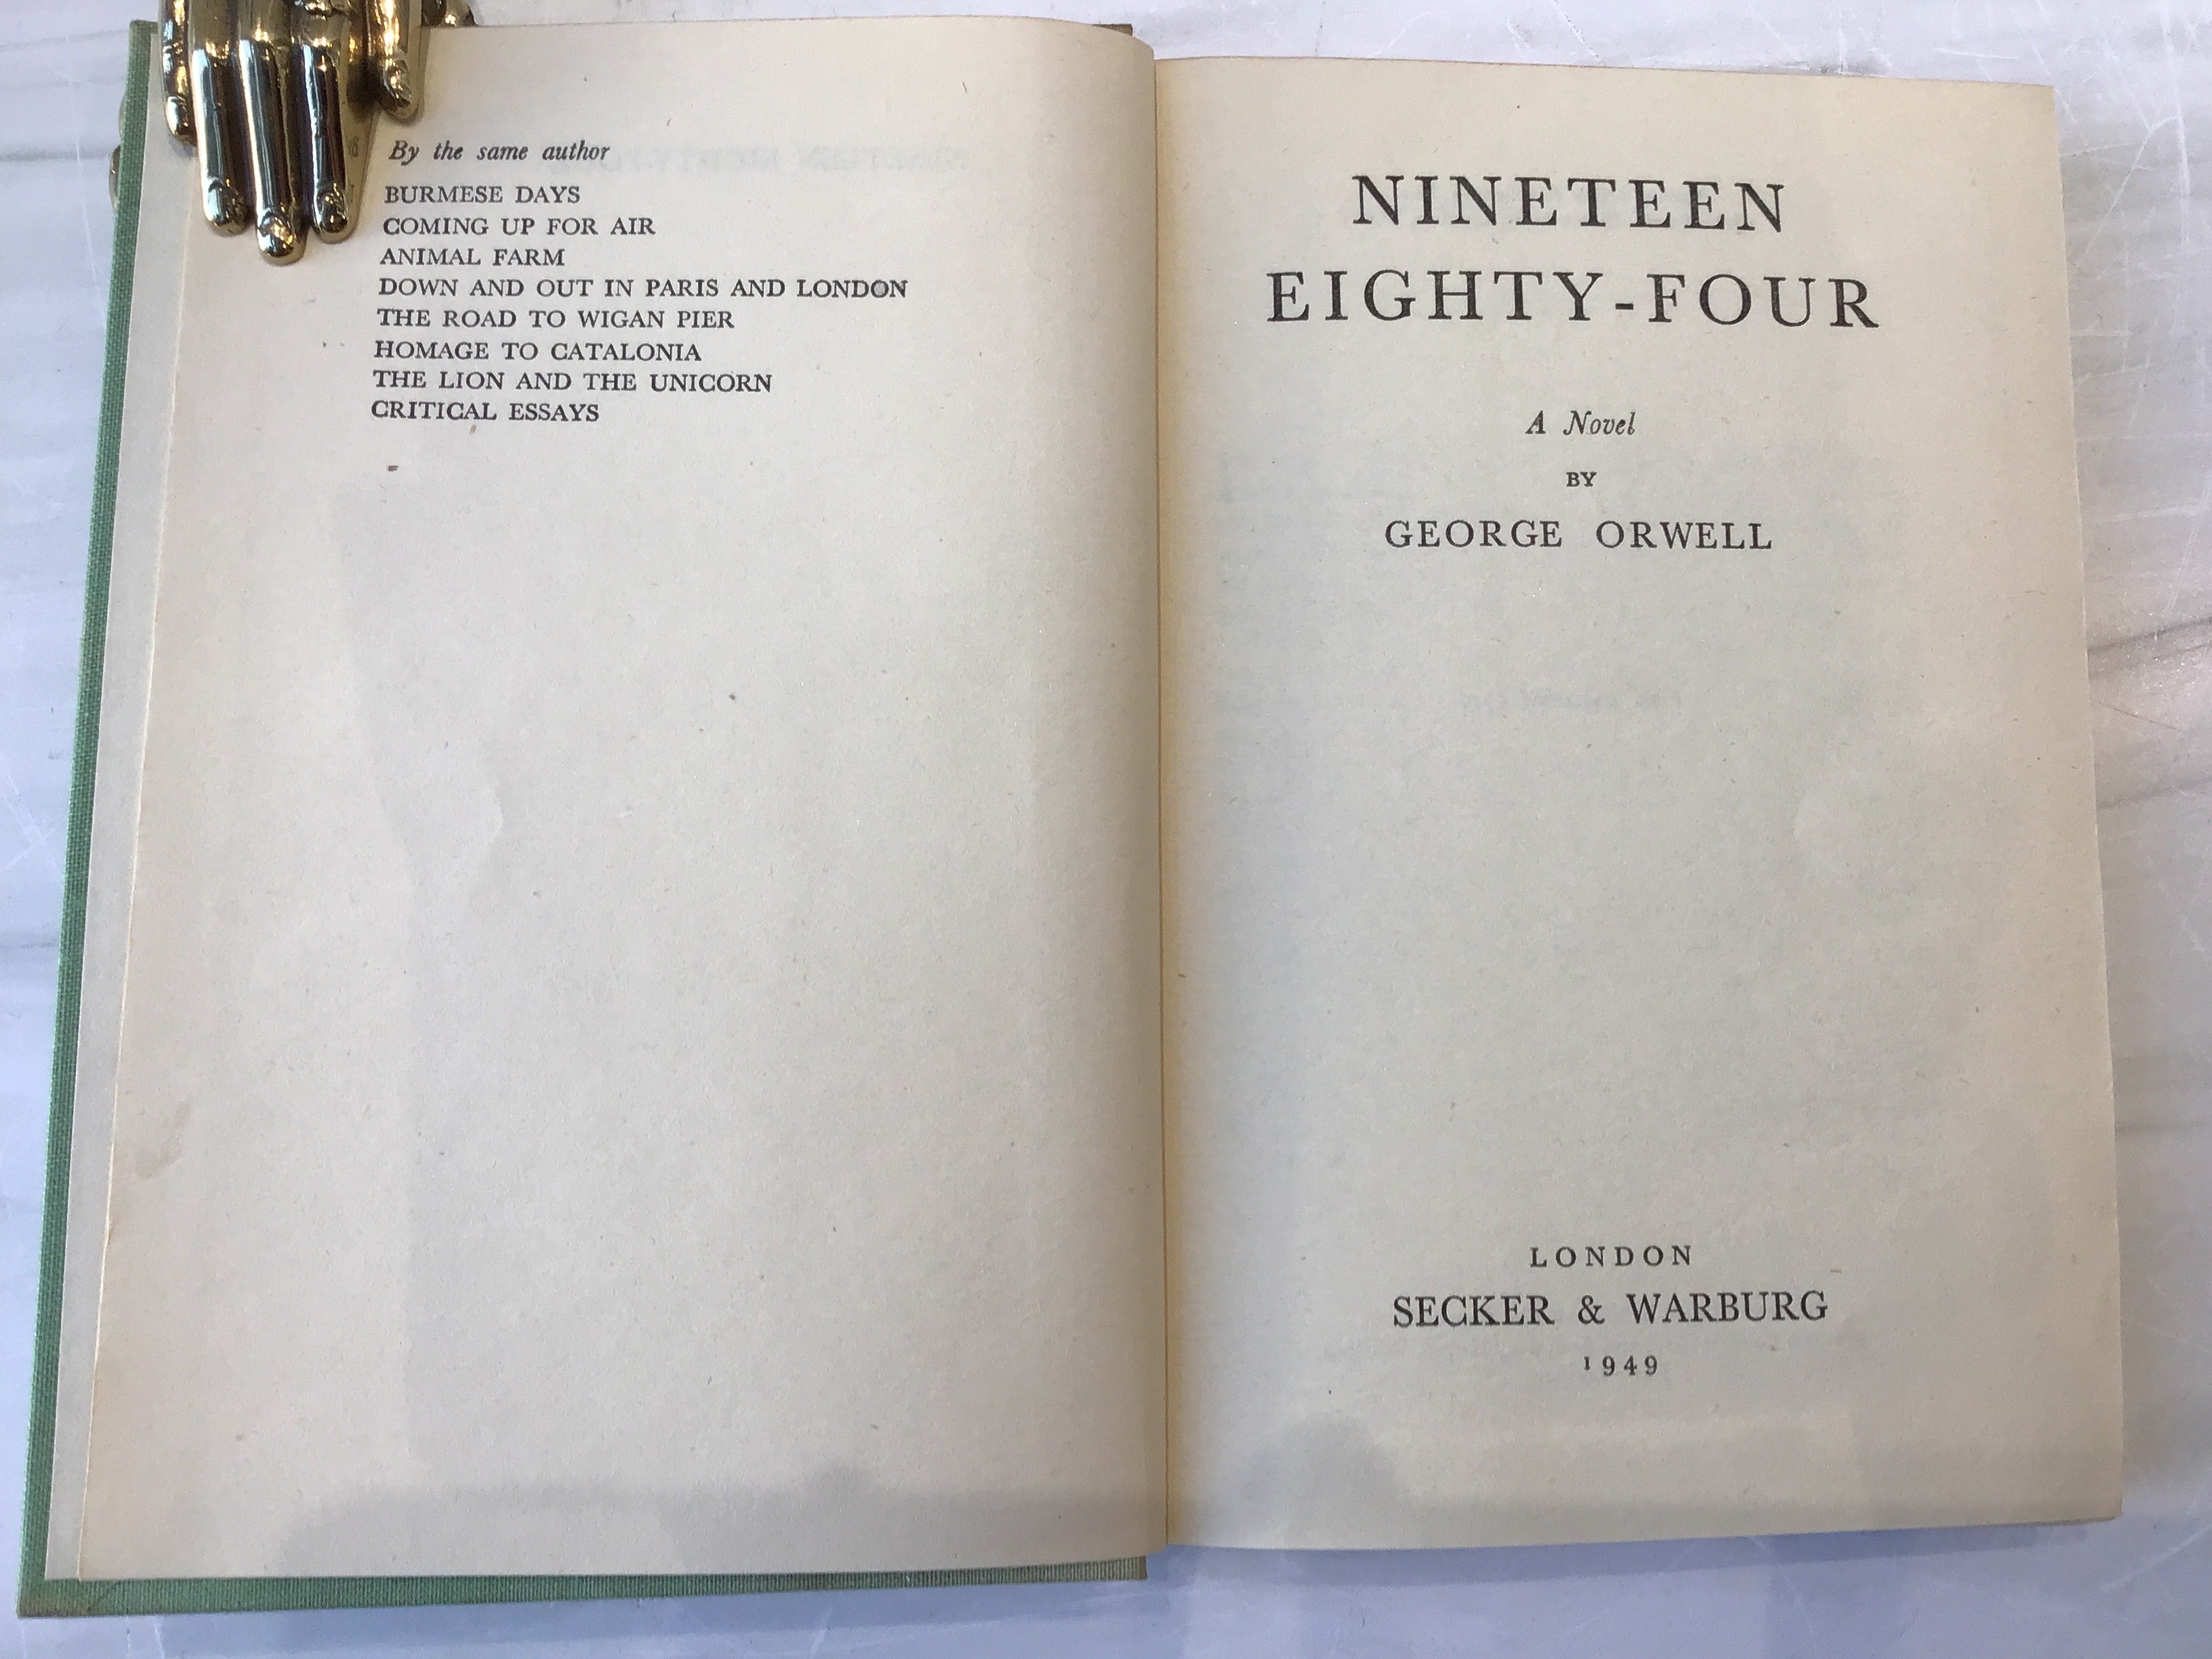 By the same author
BURMESE DAYS
COMING UP FOR AIR
ANIMAL FARM
DOWN AND OUT IN PARIS AND LONDON
THE ROAD TO WIGAN PIER
HOMAGE TO CATALONIA
THE LION AND THE UNICORN
CRITICAL ESSAYS
NINETEEN
EIGHTY-FOUR
A Novel
BY
GEORGE ORWELL
LONDON
SECKER & WARBURG
1949